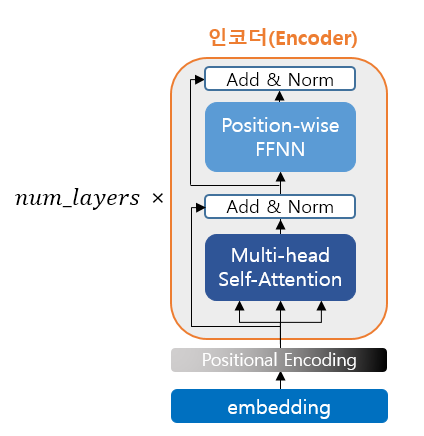 인코더(Encoder)
Add & Norm
Position-wise
FFNN
num_layers ×
Add & Norm
Multi-head
Self-Attention
Positional Encoding
embedding